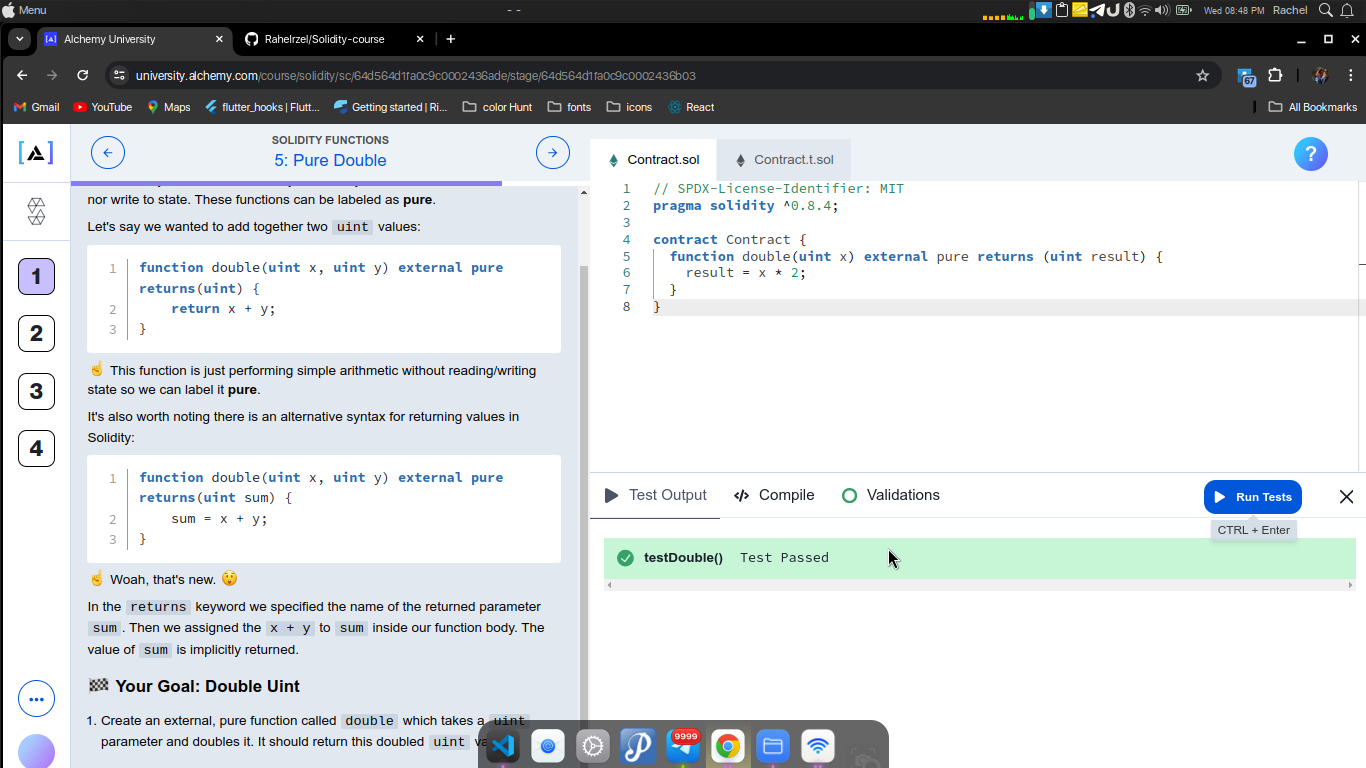 Menu
- -
Wed 08:48 PM
Rachel
Alchemy University
Rahelrzel/Solidity-course
university.alchemy.com/course/solidity/sc/64d564d1fa0c9c0002436ade/stage/64d564d1fa0c9c0002436b03
67
Gmail
YouTube
Maps
flutter_hooks | Flutt...
Getting started | Ri...
color Hunt
fonts
icons
React
All Bookmarks
SOLIDITY FUNCTIONS
5: Pure Double
1
2
3
4
nor write to state. These functions can be labeled as pure.
Let's say we wanted to add together two uint values:
1 function double(uint x, uint y) external pure
returns(uint) {
2 return x + y;
3 }
☝ This function is just performing simple arithmetic without reading/writing
state so we can label it pure.
It's also worth noting there is an alternative syntax for returning values in
Solidity:
1 function double(uint x, uint y) external pure
returns(uint sum) {
2 sum = x + y;
3 }
☝ Woah, that's new. 😲
In the returns keyword we specified the name of the returned parameter
sum. Then we assigned the x + y to sum inside our function body. The
value of sum is implicitly returned.
🏁 Your Goal: Double Uint
1. Create an external, pure function called double which takes a uint
parameter and doubles it. It should return this doubled uint
Contract.sol
Contract.t.sol
?
1 // SPDX-License-Identifier: MIT
2 pragma solidity ^0.8.4;
3
4 contract Contract {
5 function double(uint x) external pure returns (uint result) {
6 result = x * 2;
7 }
8 }
Test Output
Compile
Validations
Run Tests
CTRL + Enter
testDouble() Test Passed
9999